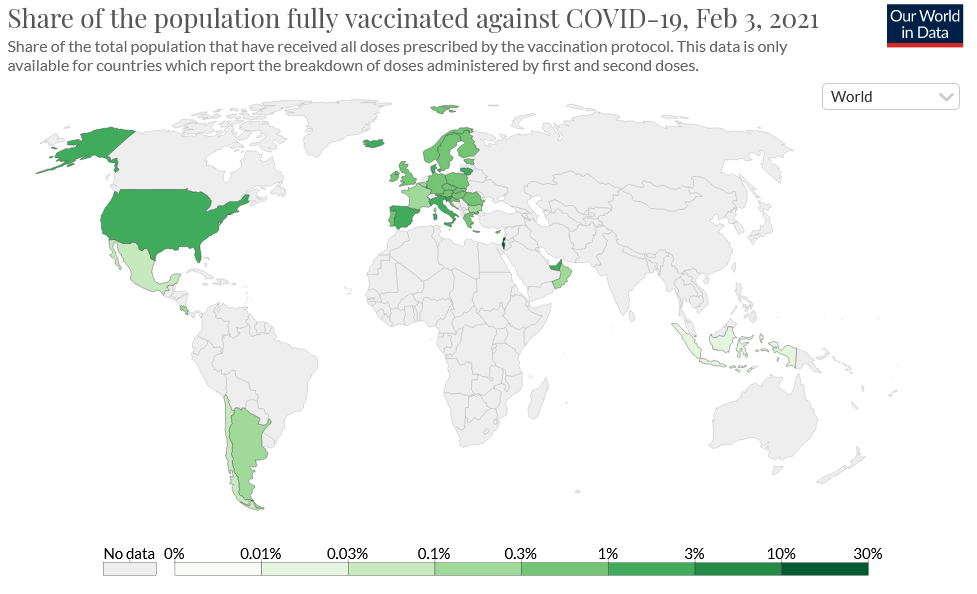 Share of the population fully vaccinated against COVID-19, Feb 3, 2021
Our World
in Data
Share of the total population that have received all doses prescribed by the vaccination protocol. This data is only
available for countries which report the breakdown of doses administered by first and second doses.
World
No data 0% 0.01% 0.03% 0.1% 0.3% 1% 3% 10% 30%